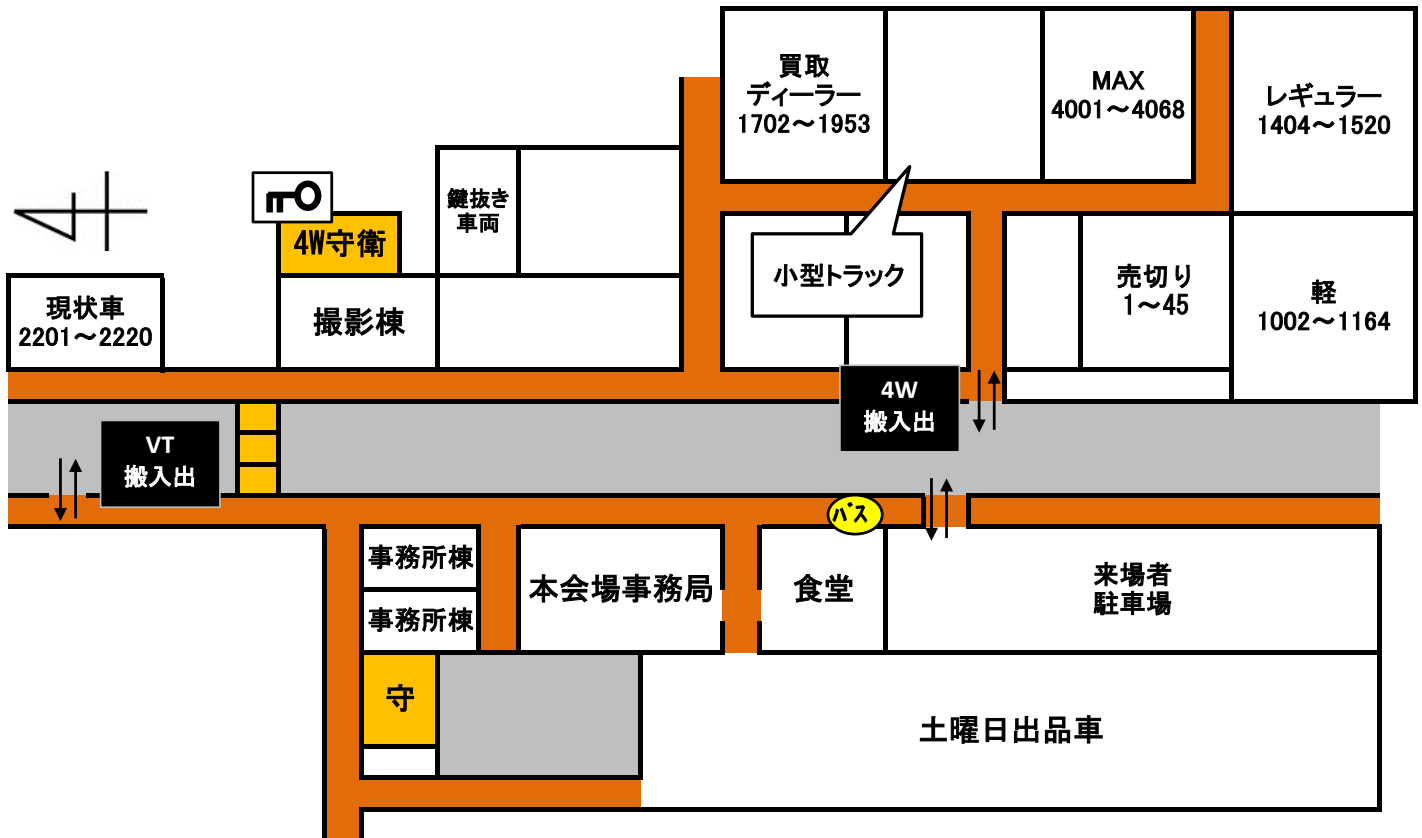 買取
ディーラー
1702～1953
MAX
4001～4068
レギュラー
1404～1520
鍵抜き
車両
4W守衛
小型トラック
売切り
1～45
軽
1002～1164
現状車
2201～2220
撮影棟
4W
搬入出
VT
搬入出
バス
事務所棟
事務所棟
本会場事務局
食堂
来場者
駐車場
守
土曜日出品車